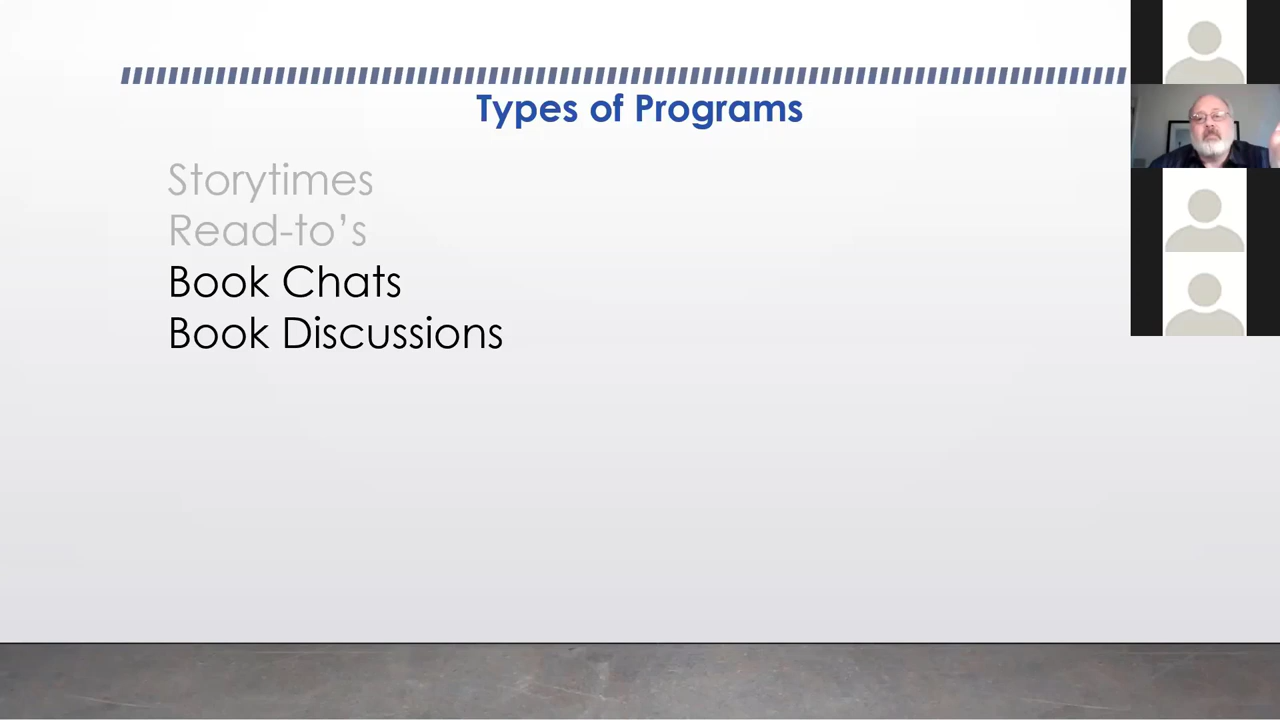 Types of Programs
Storytimes
Read-to’s
Book Chats
Book Discussions